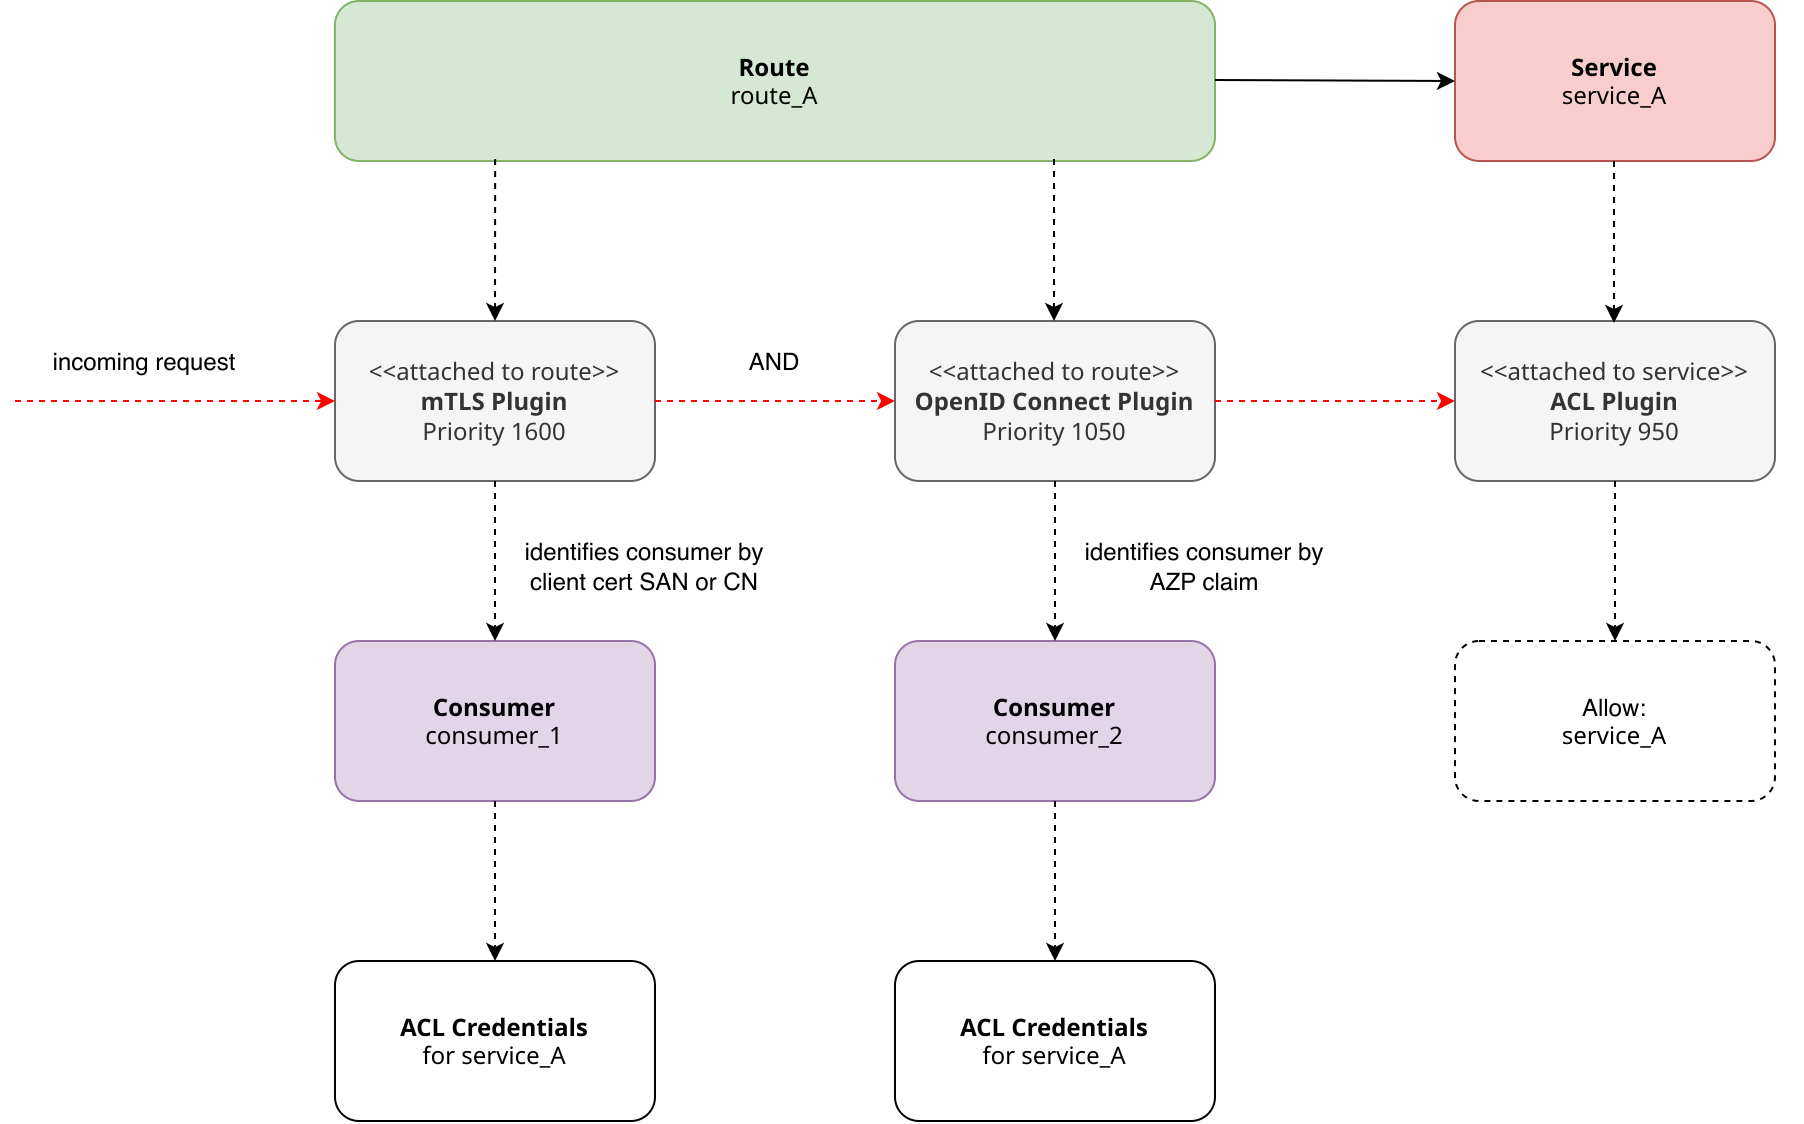 Route
route_A
Service
service_A
incoming request
<<attached to route>>
mTLS Plugin
Priority 1600
AND
<<attached to route>>
OpenID Connect Plugin
Priority 1050
<<attached to service>>
ACL Plugin
Priority 950
identifies consumer by
client cert SAN or CN
identifies consumer by
AZP claim
Consumer
consumer_1
Consumer
consumer_2
Allow:
service_A
ACL Credentials
for service_A
ACL Credentials
for service_A